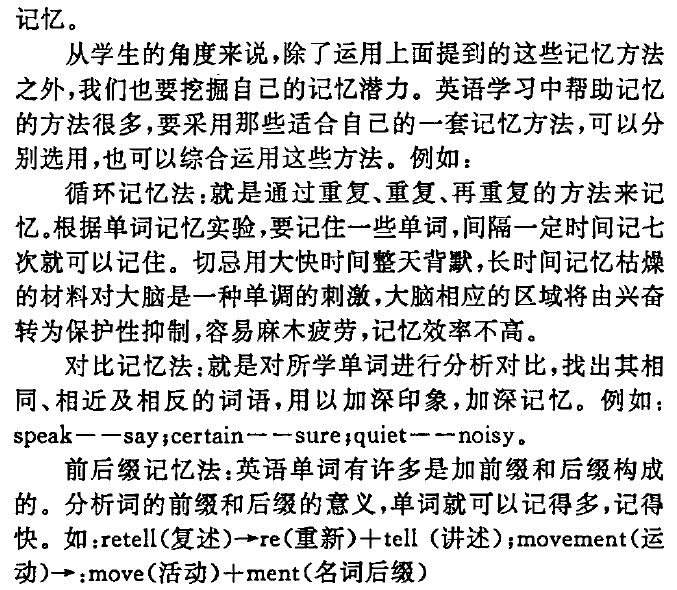 记忆。
从学生的角度来说,除了运用上面提到的这些记忆方法
之外,我们也要挖掘自己的记忆潜力。英语学习中帮助记忆
的方法很多,要采用那些适合自己的一套记忆方法,可以分
别选用,也可以综合运用这些方法。例如:
循环记忆法:就是通过重复、重复、再重复的方法来记
忆。根据单词记忆实验,要记住一些单词,间隔一定时间记七
次就可以记住。切忌用大快时间整天背默,长时间记忆枯燥
的材料对大脑是一种单调的刺激,大脑相应的区域将由兴奋
转为保护性抑制,容易麻木疲劳,记忆效率不高。
对比记忆法:就是对所学单词进行分析对比,找出其相
同、相近及相反的词语,用以加深印象,加深记忆。例如:
speak——say;certain——sure;quiet——noisy。
前后缀记忆法:英语单词有许多是加前缀和后缀构成
的。分析词的前缀和后缀的意义,单词就可以记得多,记得
快。如:retell(复述)→re(重新)+tell (讲述);movement(运
动)→:move(活动)+ment(名词后缀)